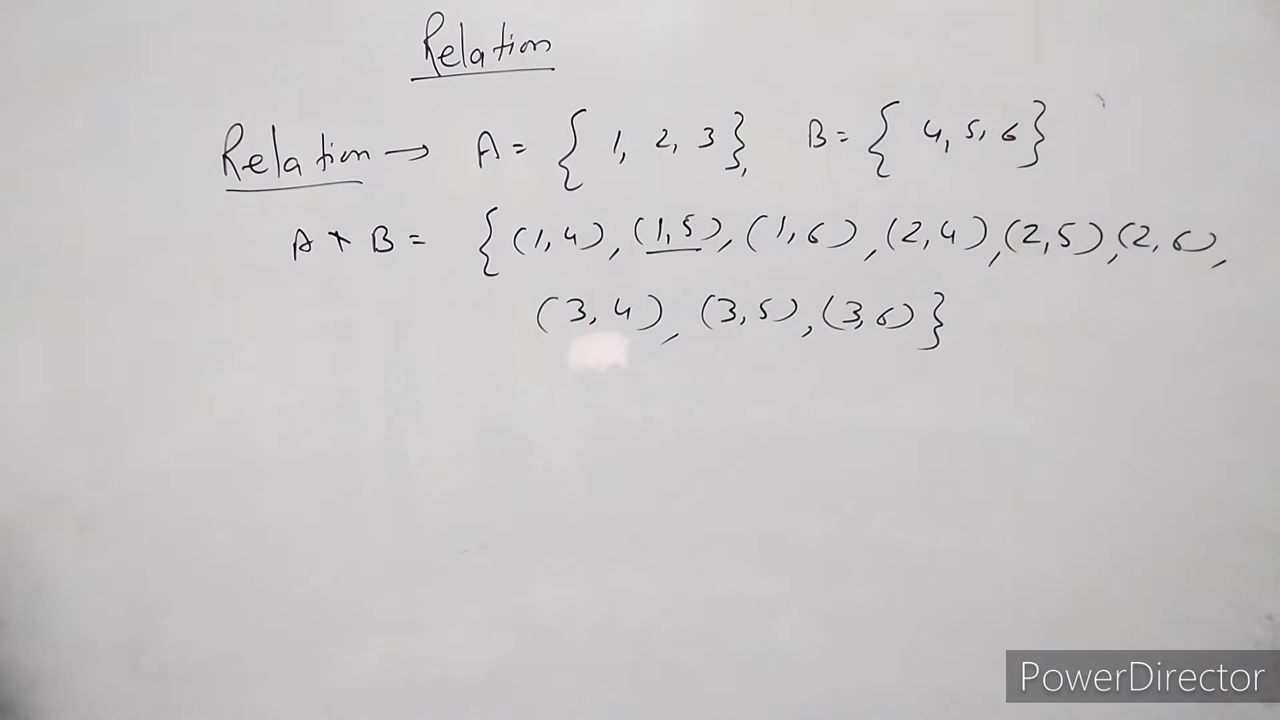 Relation
Relation → A = { 1, 2, 3 }, B = { 4, 5, 6 }
A × B = { (1,4), (1,5), (1,6), (2,4), (2,5), (2,6),
(3,4), (3,5), (3,6) }
PowerDirector